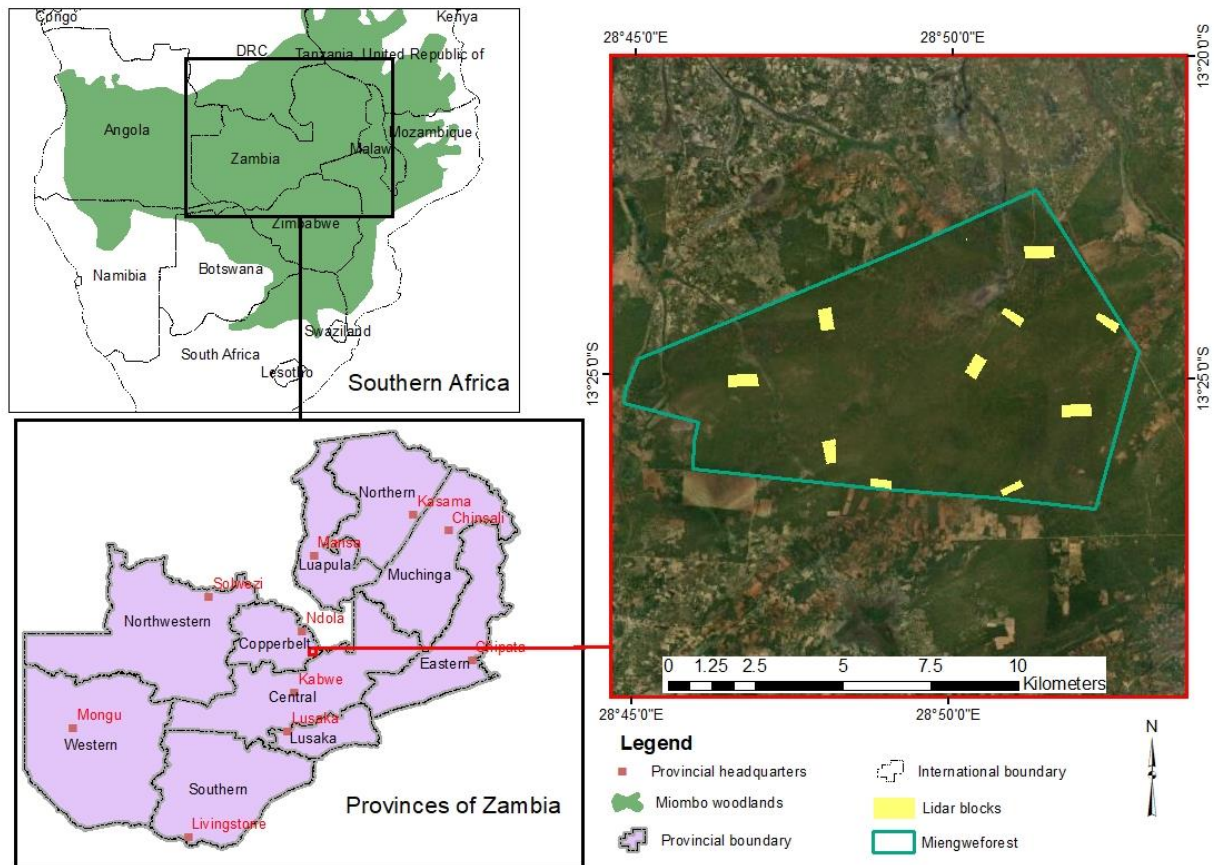 Congo
Kenya
DRC
Tanzania, United Republic of
Angola
Zambia
Malawi
Mozambique
Zimbabwe
Namibia
Botswana
Swaziland
South Africa
Lesotho
Southern Africa
Northern
Kasama
Chinsali
Mansa
Luapula
Muchinga
Solwezi
Northwestern
Ndola
Copperbelt
Eastern
Chipata
Kabwe
Central
Mongu
Western
Lusaka
Lusaka
Southern
Livingstone
Provinces of Zambia
28°45'0"E
28°50'0"E
13°20'0"S
13°25'0"S
13°25'0"S
0 1.25 2.5 5 7.5 10
Kilometers
28°45'0"E
28°50'0"E
Legend
Provincial headquarters
Miombo woodlands
Provincial boundary
International boundary
Lidar blocks
Miengweforest
N